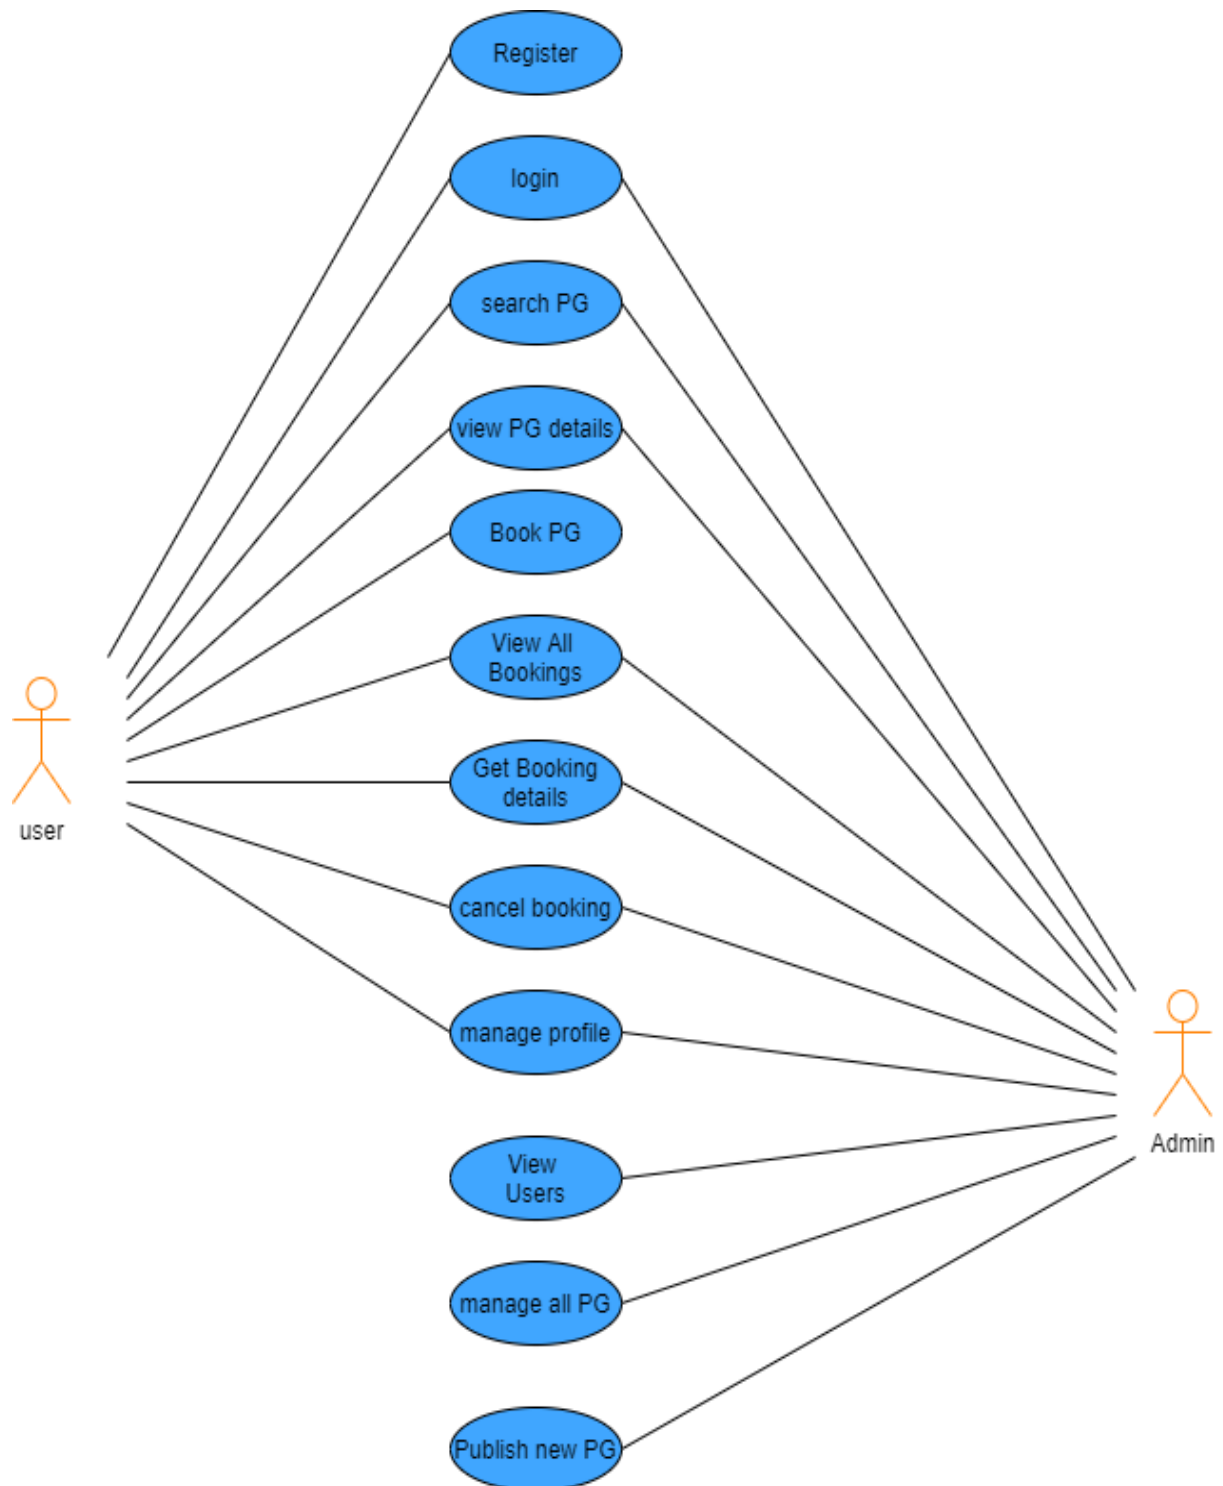 Register
login
search PG
view PG details
Book PG
View All
Bookings
Get Booking
details
user
cancel booking
manage profile
Admin
View
Users
manage all PG
Publish new PG